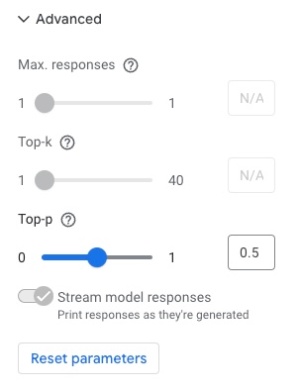 Advanced
Max. responses ?
1 1 N/A
Top-k ?
1 40 N/A
Top-p ?
0 1 0.5
Stream model responses
Print responses as they're generated
Reset parameters